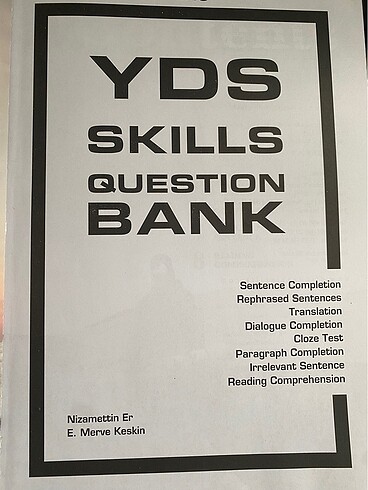 YDS
SKILLS
QUESTION
BANK
Sentence Completion
Rephrased Sentences
Translation
Dialogue Completion
Cloze Test
Paragraph Completion
Irrelevant Sentence
Reading Comprehension
Nizamettin Er
E. Merve Keskin